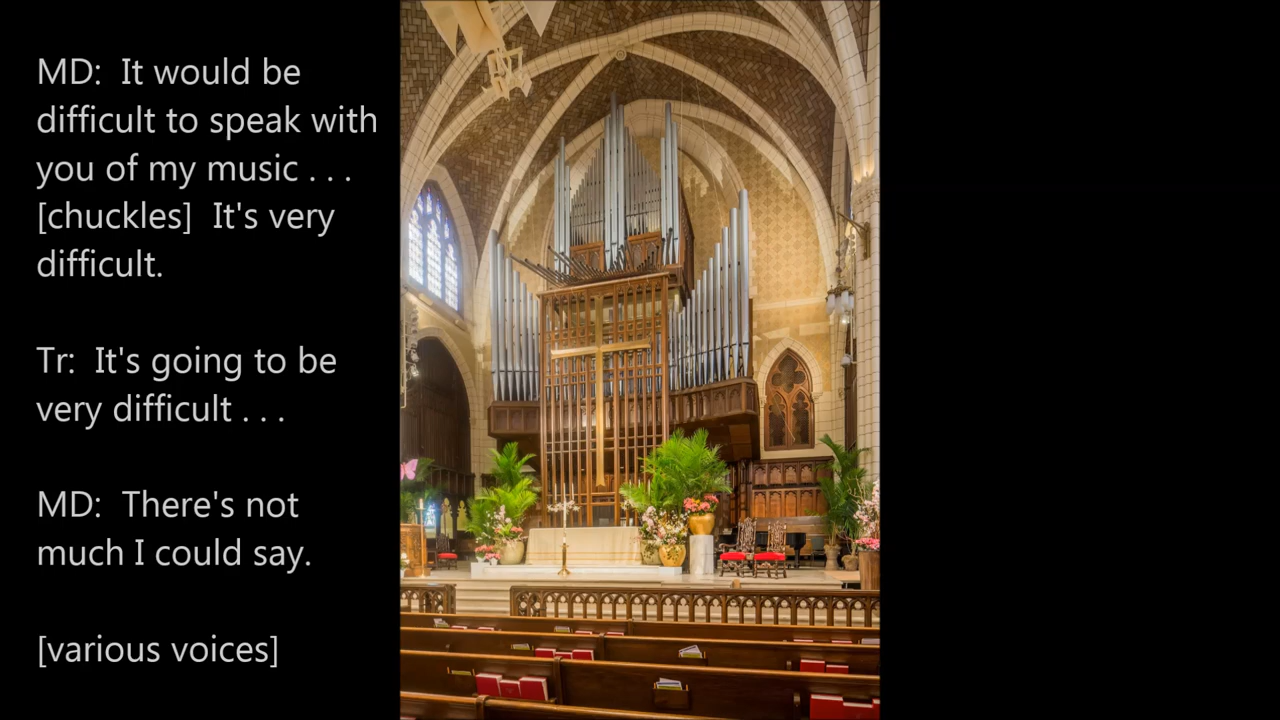 MD:  It would be
difficult to speak with
you of my music . . .
[chuckles]  It's very
difficult.
Tr:  It's going to be
very difficult . . .
MD:  There's not
much I could say.
[various voices]